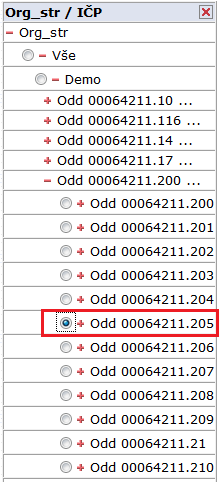 Org_str / IČP
Org_str
Vše
Demo
Odd 00064211.10 ...
Odd 00064211.116 ...
Odd 00064211.14 ...
Odd 00064211.17 ...
Odd 00064211.200 ...
Odd 00064211.200
Odd 00064211.201
Odd 00064211.202
Odd 00064211.203
Odd 00064211.204
Odd 00064211.205
Odd 00064211.206
Odd 00064211.207
Odd 00064211.208
Odd 00064211.209
Odd 00064211.21
Odd 00064211.210